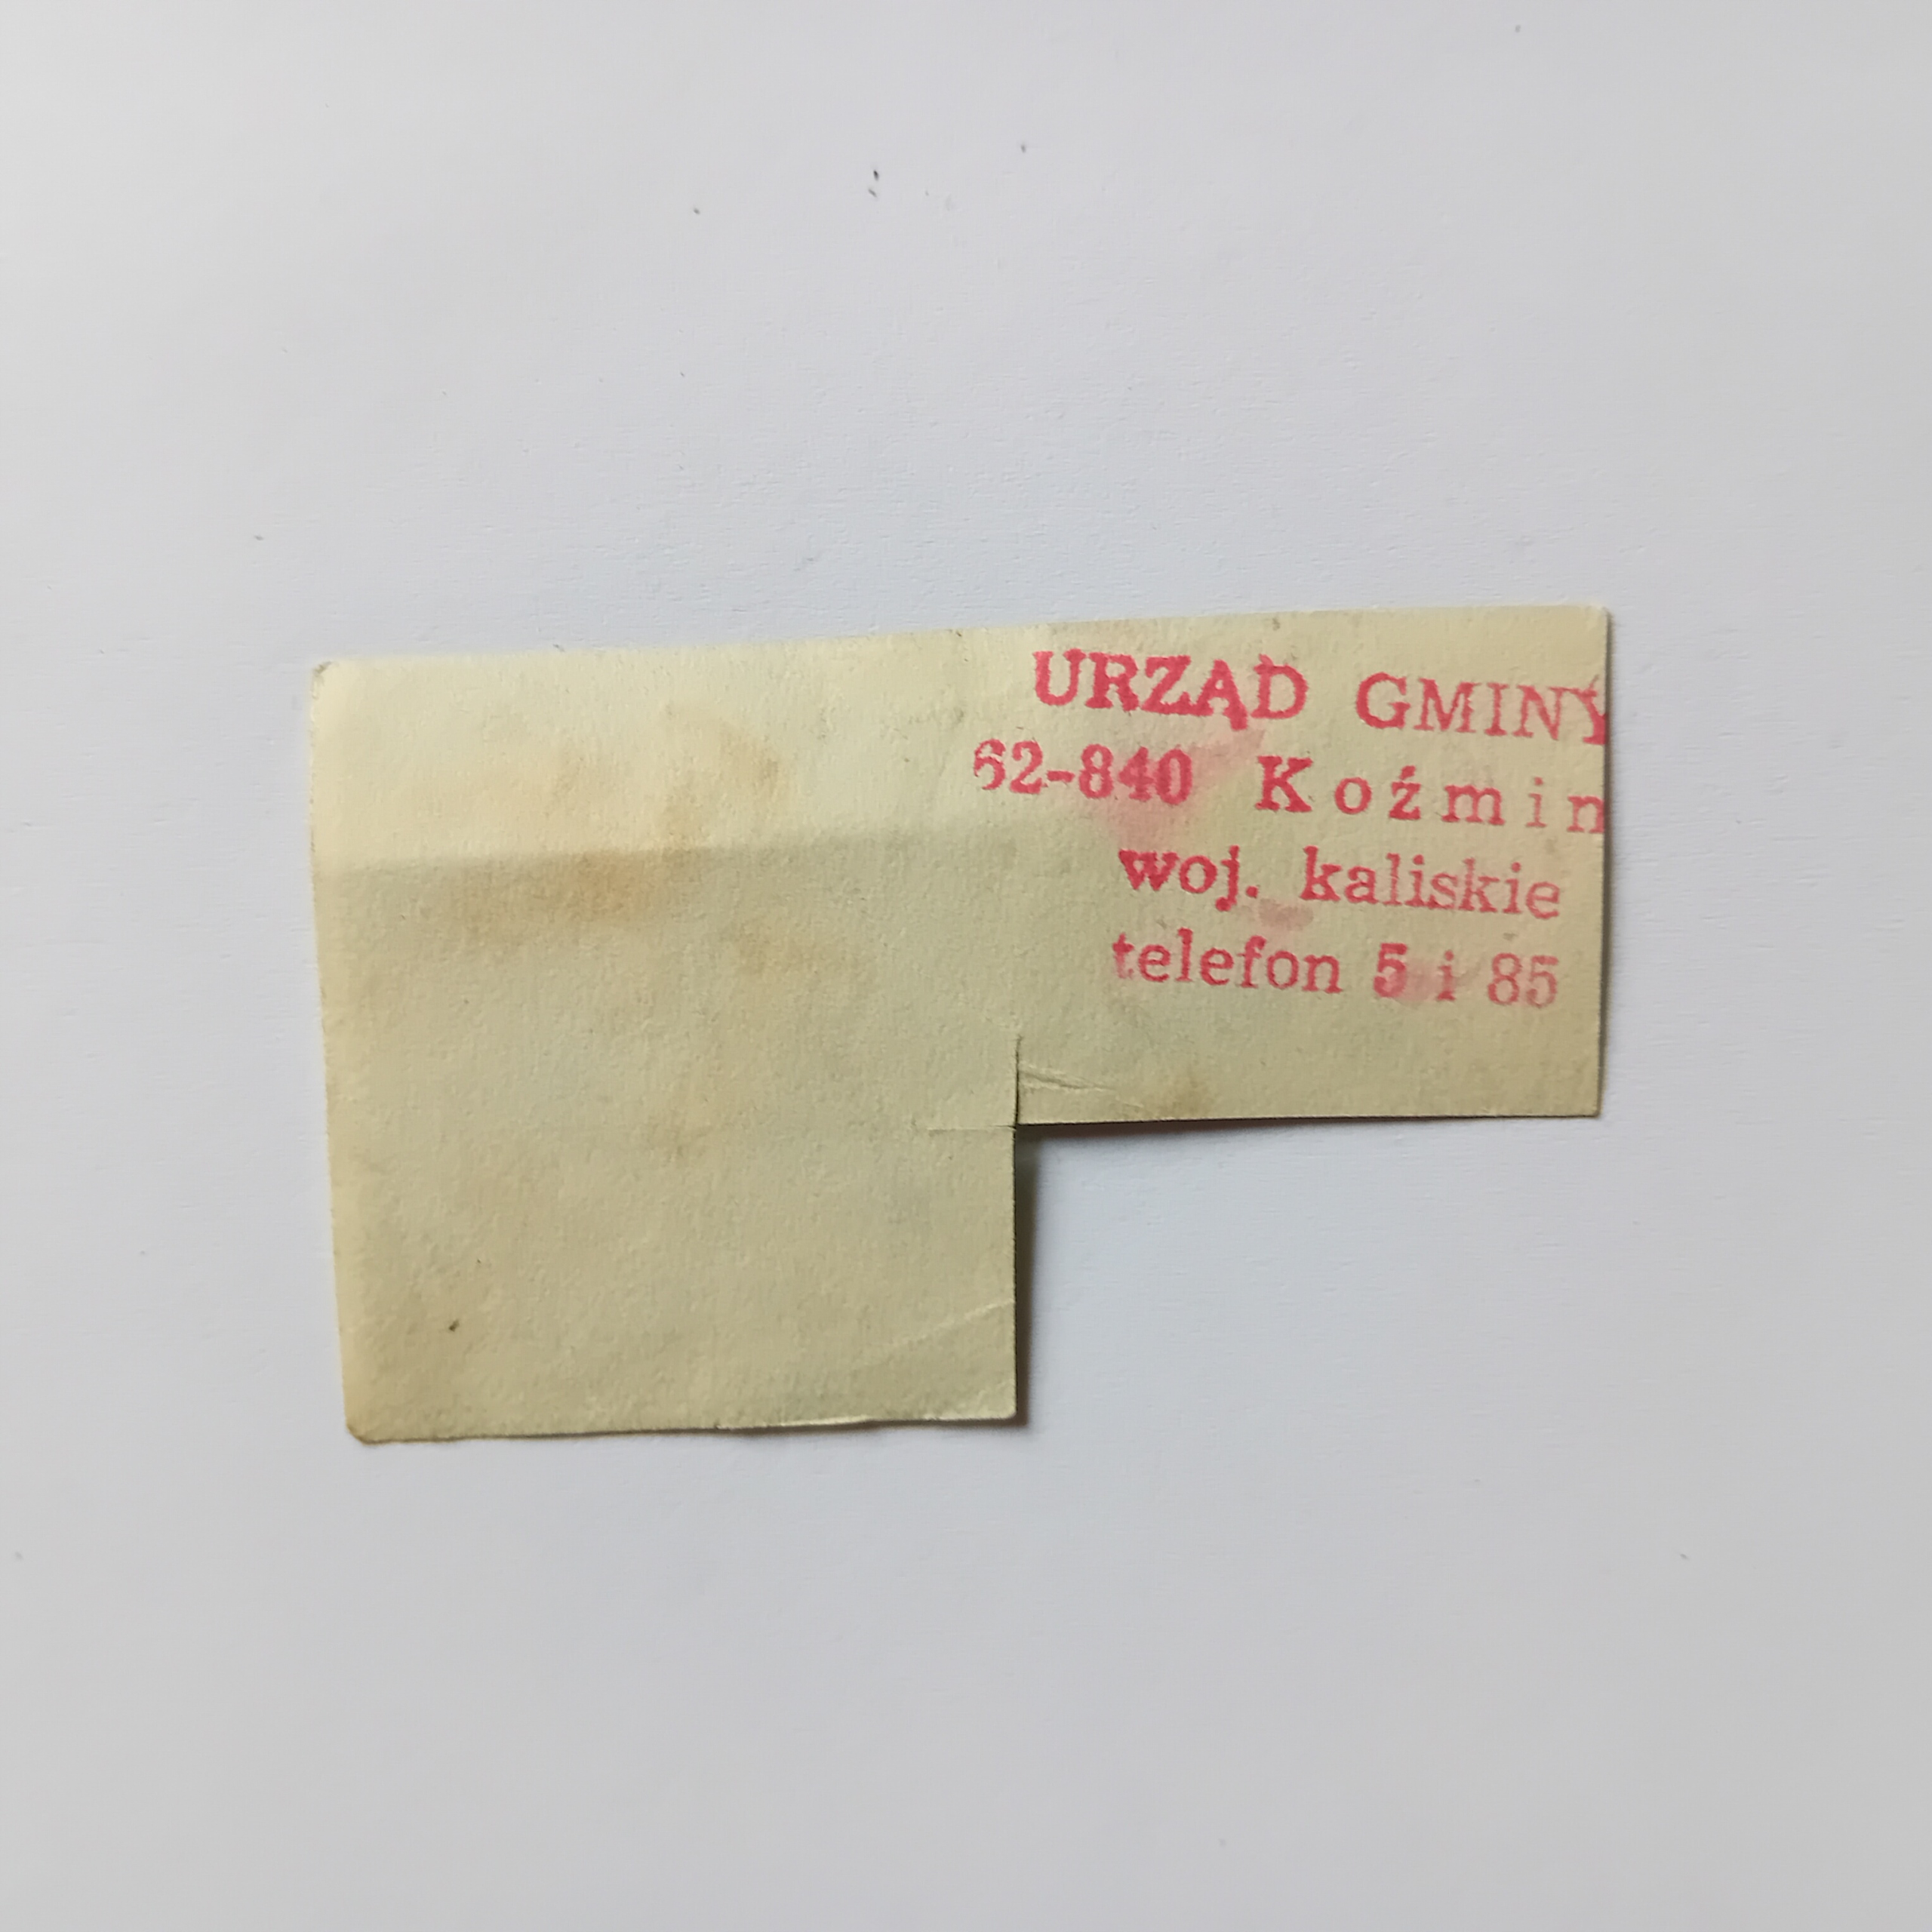 URZĄD GMINY
62-840 Koźmin
woj. kaliskie
telefon 5 i 85